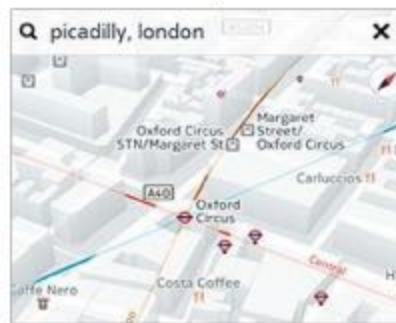 picadilly, london
Margaret
Street/
Oxford Circus
Oxford Circus
STN/Margaret St
Carluccios
A40
Oxford
Circus
Central
Caffe Nero
Costa Coffee
H